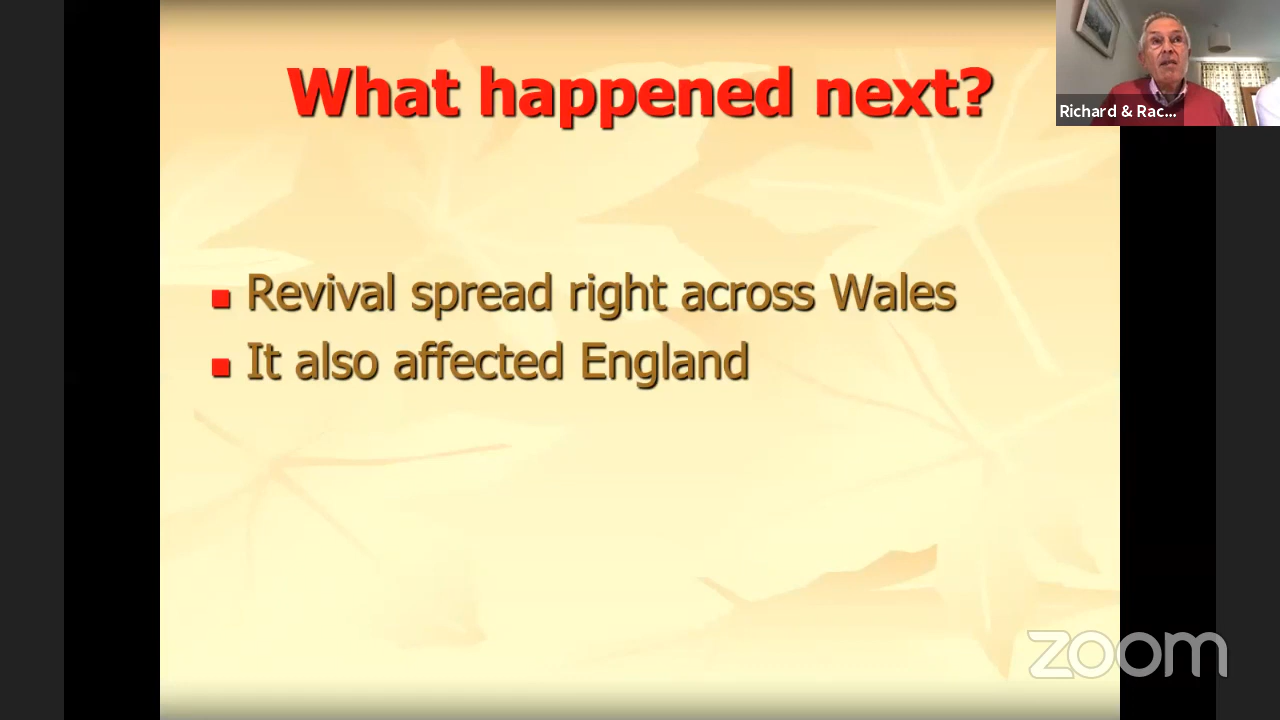 What happened next?
Richard & Rac...
Revival spread right across Wales
It also affected England
zoom